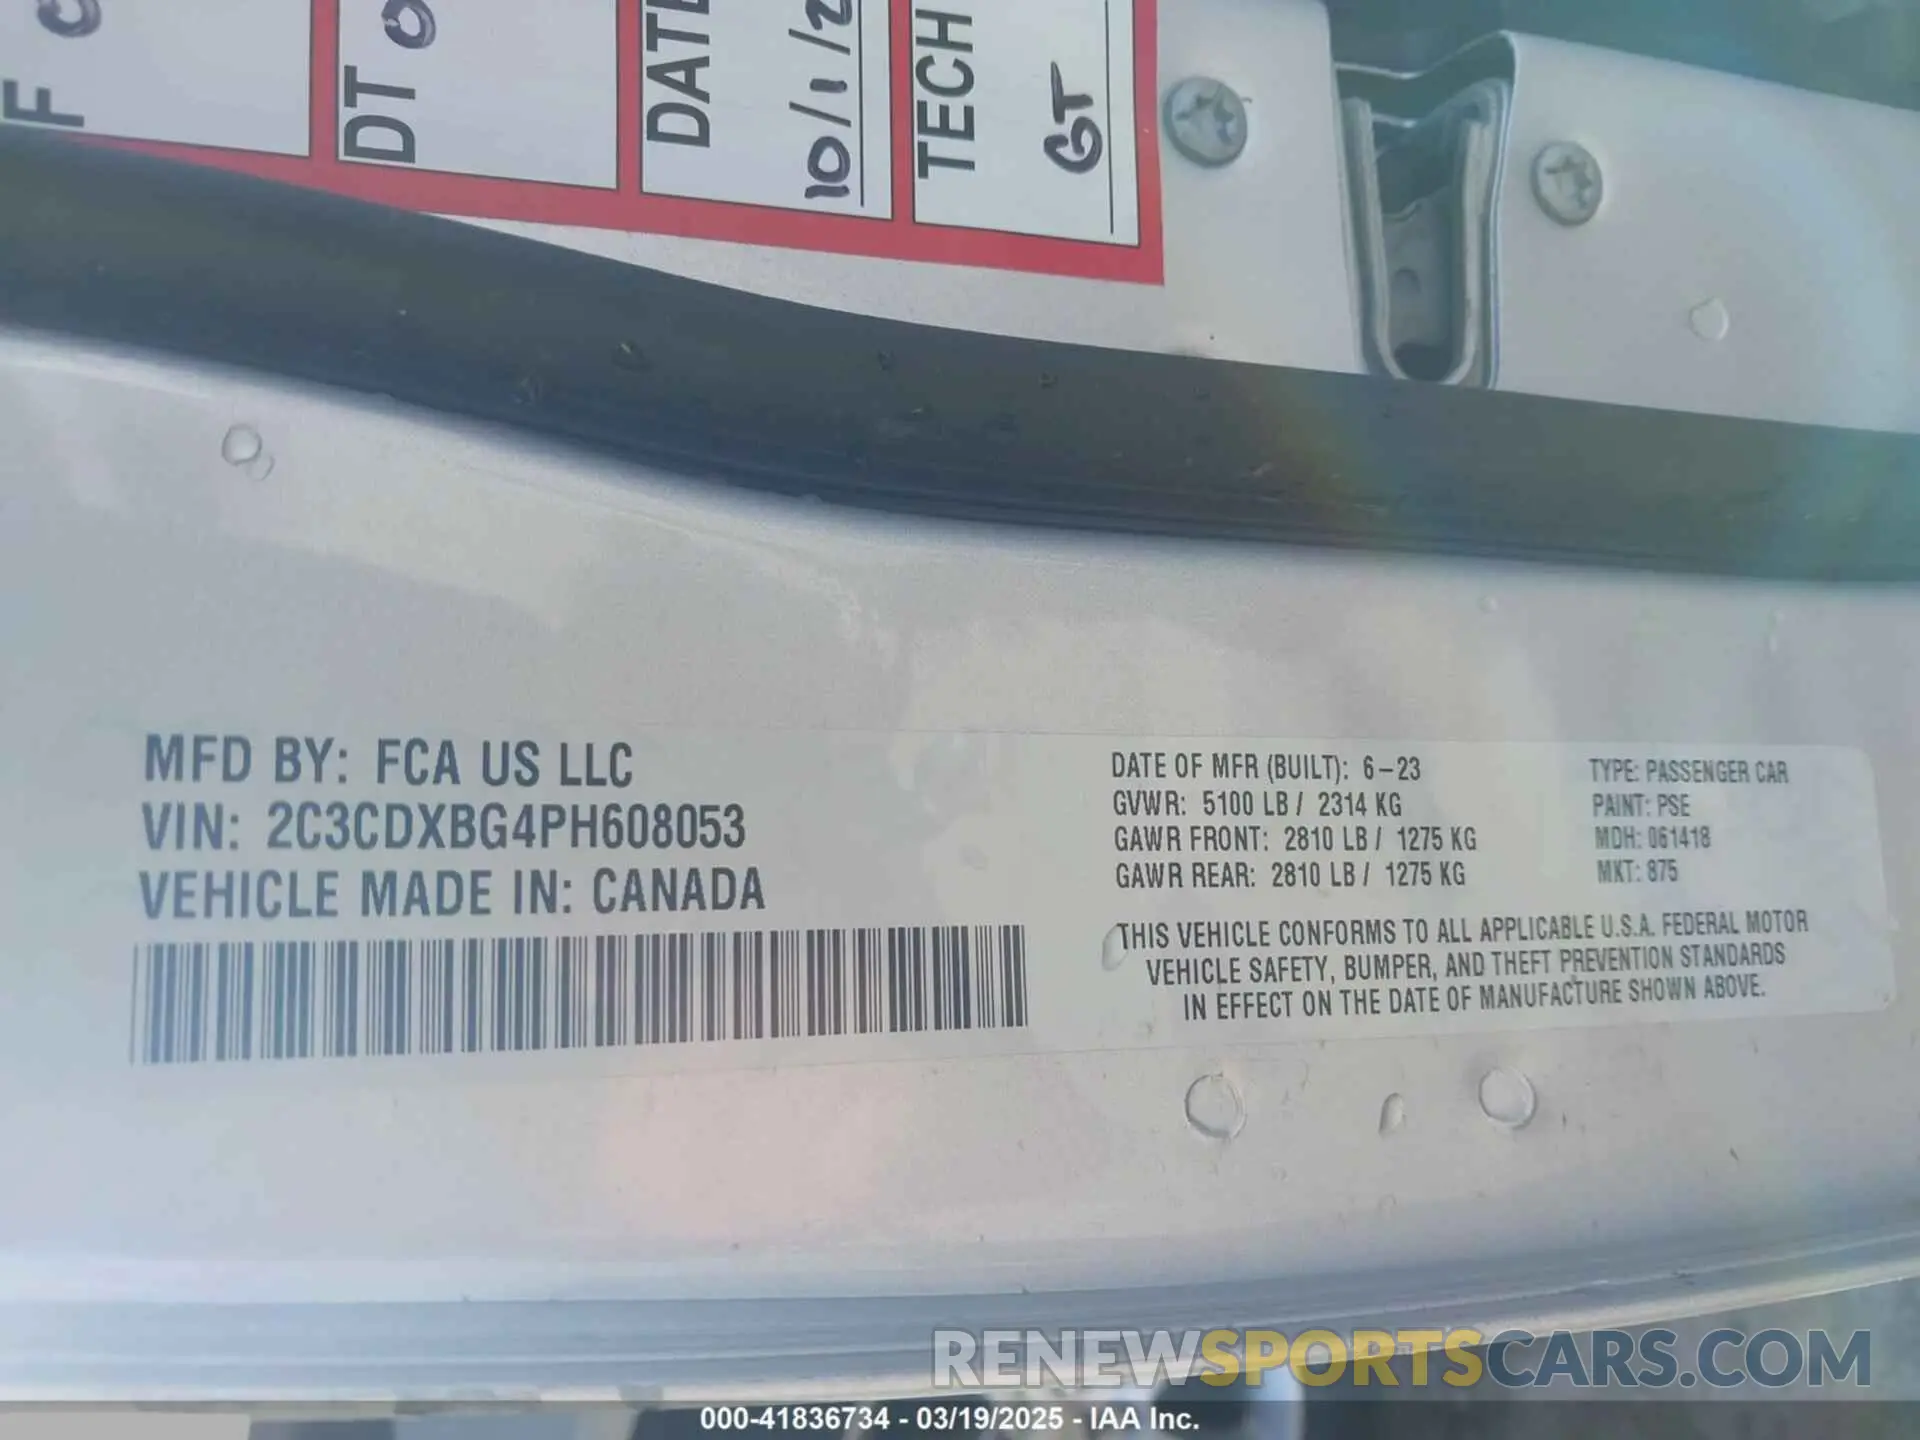 F
DT
DATE
10/1/2
TECH
GT
MFD BY: FCA US LLC
VIN: 2C3CDXBG4PH608053
VEHICLE MADE IN: CANADA
DATE OF MFR (BUILT): 6-23
GVWR: 5100 LB / 2314 KG
GAWR FRONT: 2810 LB / 1275 KG
GAWR REAR: 2810 LB / 1275 KG
TYPE: PASSENGER CAR
PAINT: PSE
MDH: 061418
MKT: 875
THIS VEHICLE CONFORMS TO ALL APPLICABLE U.S.A. FEDERAL MOTOR
VEHICLE SAFETY, BUMPER, AND THEFT PREVENTION STANDARDS
IN EFFECT ON THE DATE OF MANUFACTURE SHOWN ABOVE.
RENEWSPORTSCARS.COM
000-41836734 - 03/19/2025 - IAA Inc.